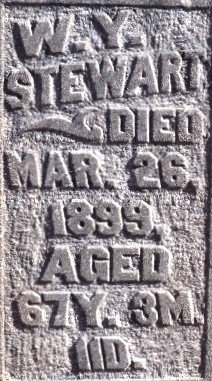 W. Y.
STEWART
DIED
MAR. 26.
1899.
AGED
67Y. 3M.
11D.